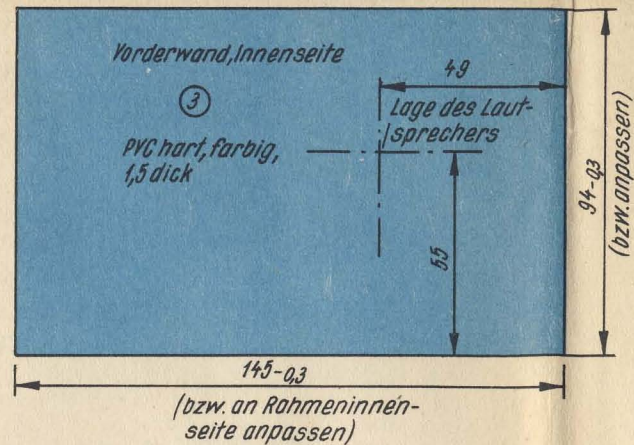 Vorderwand, Innenseite
49
3
Lage des Laut-
sprechers
PVC hart, farbig,
1,5 dick
94-0,3
(bzw. anpassen)
55
145-0,3
(bzw. an Rahmeninnen-
seite anpassen)